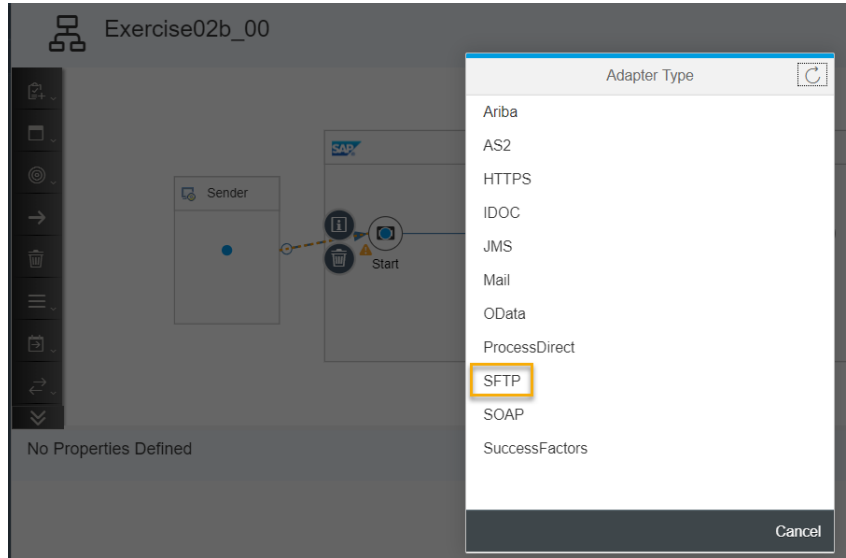 Exercise02b_00
Adapter Type
Ariba
AS2
HTTPS
IDOC
JMS
Mail
OData
ProcessDirect
SFTP
SOAP
SuccessFactors
Cancel
SAP
Sender
Start
No Properties Defined